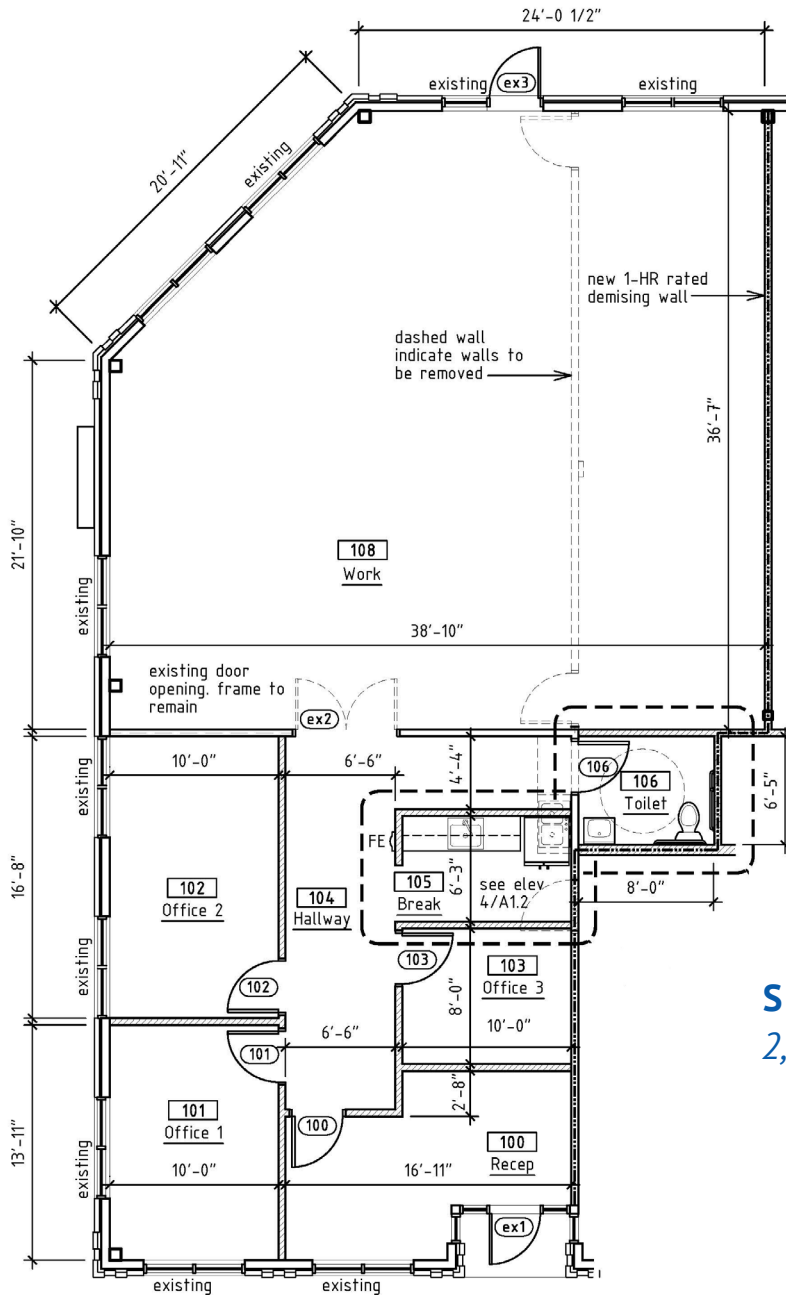 24'-0 1/2"
existing
ex3
existing
20'-11"
existing
new 1-HR rated
demising wall
dashed wall
indicate walls to
be removed
36'-7"
21'-10"
108
Work
existing
38'-10"
existing door
opening. frame to
remain
ex2
10'-0"
6'-6"
4'-4"
106
106
Toilet
6'-5"
existing
FE
6'-3"
105
Break
see elev
4/A1.2
8'-0"
16'-8"
102
Office 2
104
Hallway
existing
102
103
103
Office 3
8'-0"
6'-6"
10'-0"
S
2,
101
2'-8"
101
Office 1
100
100
Recep
13'-11"
existing
10'-0"
16'-11"
ex1
existing
existing